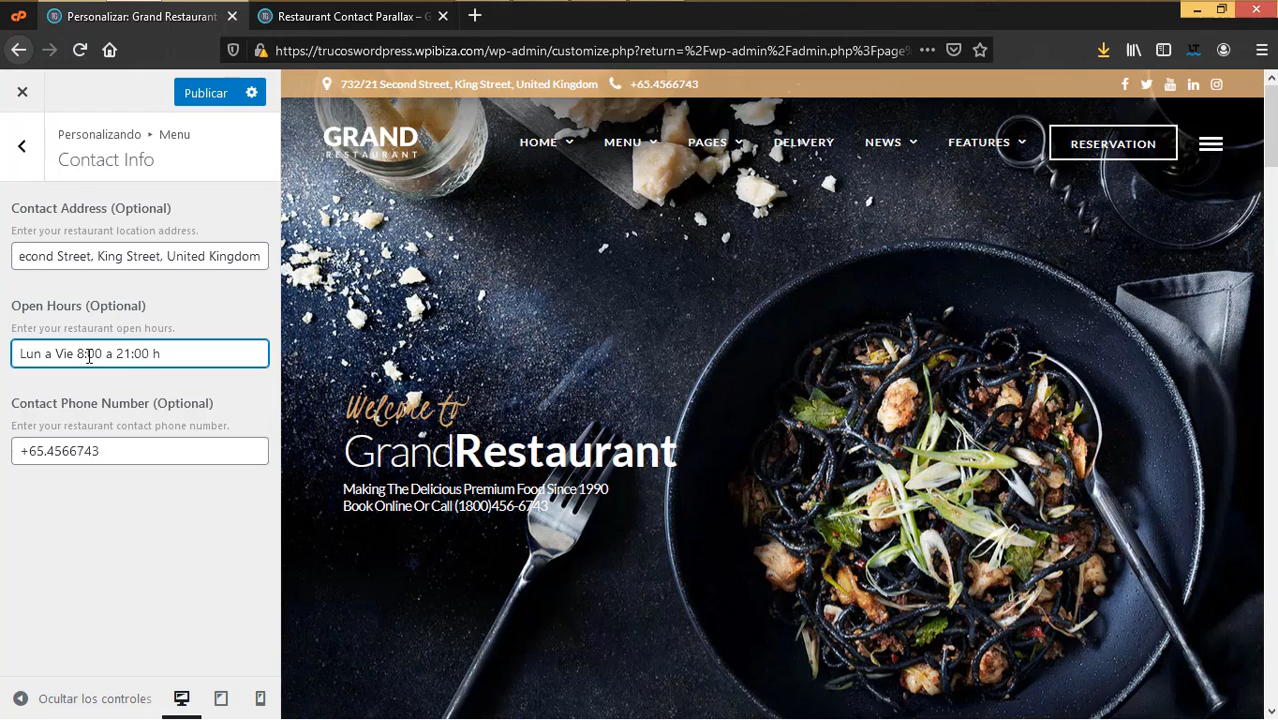 Personalizar: Grand Restaurant
Restaurant Contact Parallax – G
https://trucoswordpress.wpibiza.com/wp-admin/customize.php?return=%2Fwp-admin%2Fadmin.php%3Fpage
Publicar
732/21 Second Street, King Street, United Kingdom
+65.4566743
Personalizando ▸ Menu
Contact Info
GRAND
RESTAURANT
HOME
MENU
PAGES
DELIVERY
NEWS
FEATURES
RESERVATION
Contact Address (Optional)
Enter your restaurant location address.
econd Street, King Street, United Kingdom
Open Hours (Optional)
Enter your restaurant open hours.
Lun a Vie 8:00 a 21:00 h
Contact Phone Number (Optional)
Enter your restaurant contact phone number.
+65.4566743
Welcome to
GrandRestaurant
Making The Delicious Premium Food Since 1990
Book Online Or Call (1800)456-6743
Ocultar los controles